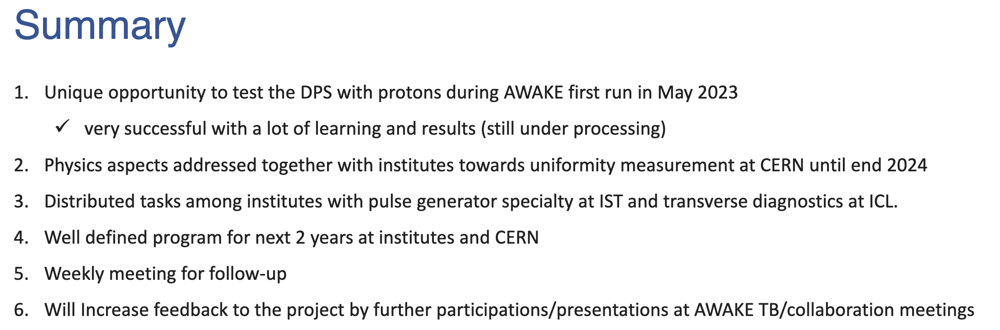 Summary
1. Unique opportunity to test the DPS with protons during AWAKE first run in May 2023
✓ very successful with a lot of learning and results (still under processing)
2. Physics aspects addressed together with institutes towards uniformity measurement at CERN until end 2024
3. Distributed tasks among institutes with pulse generator specialty at IST and transverse diagnostics at ICL.
4. Well defined program for next 2 years at institutes and CERN
5. Weekly meeting for follow-up
6. Will Increase feedback to the project by further participations/presentations at AWAKE TB/collaboration meetings